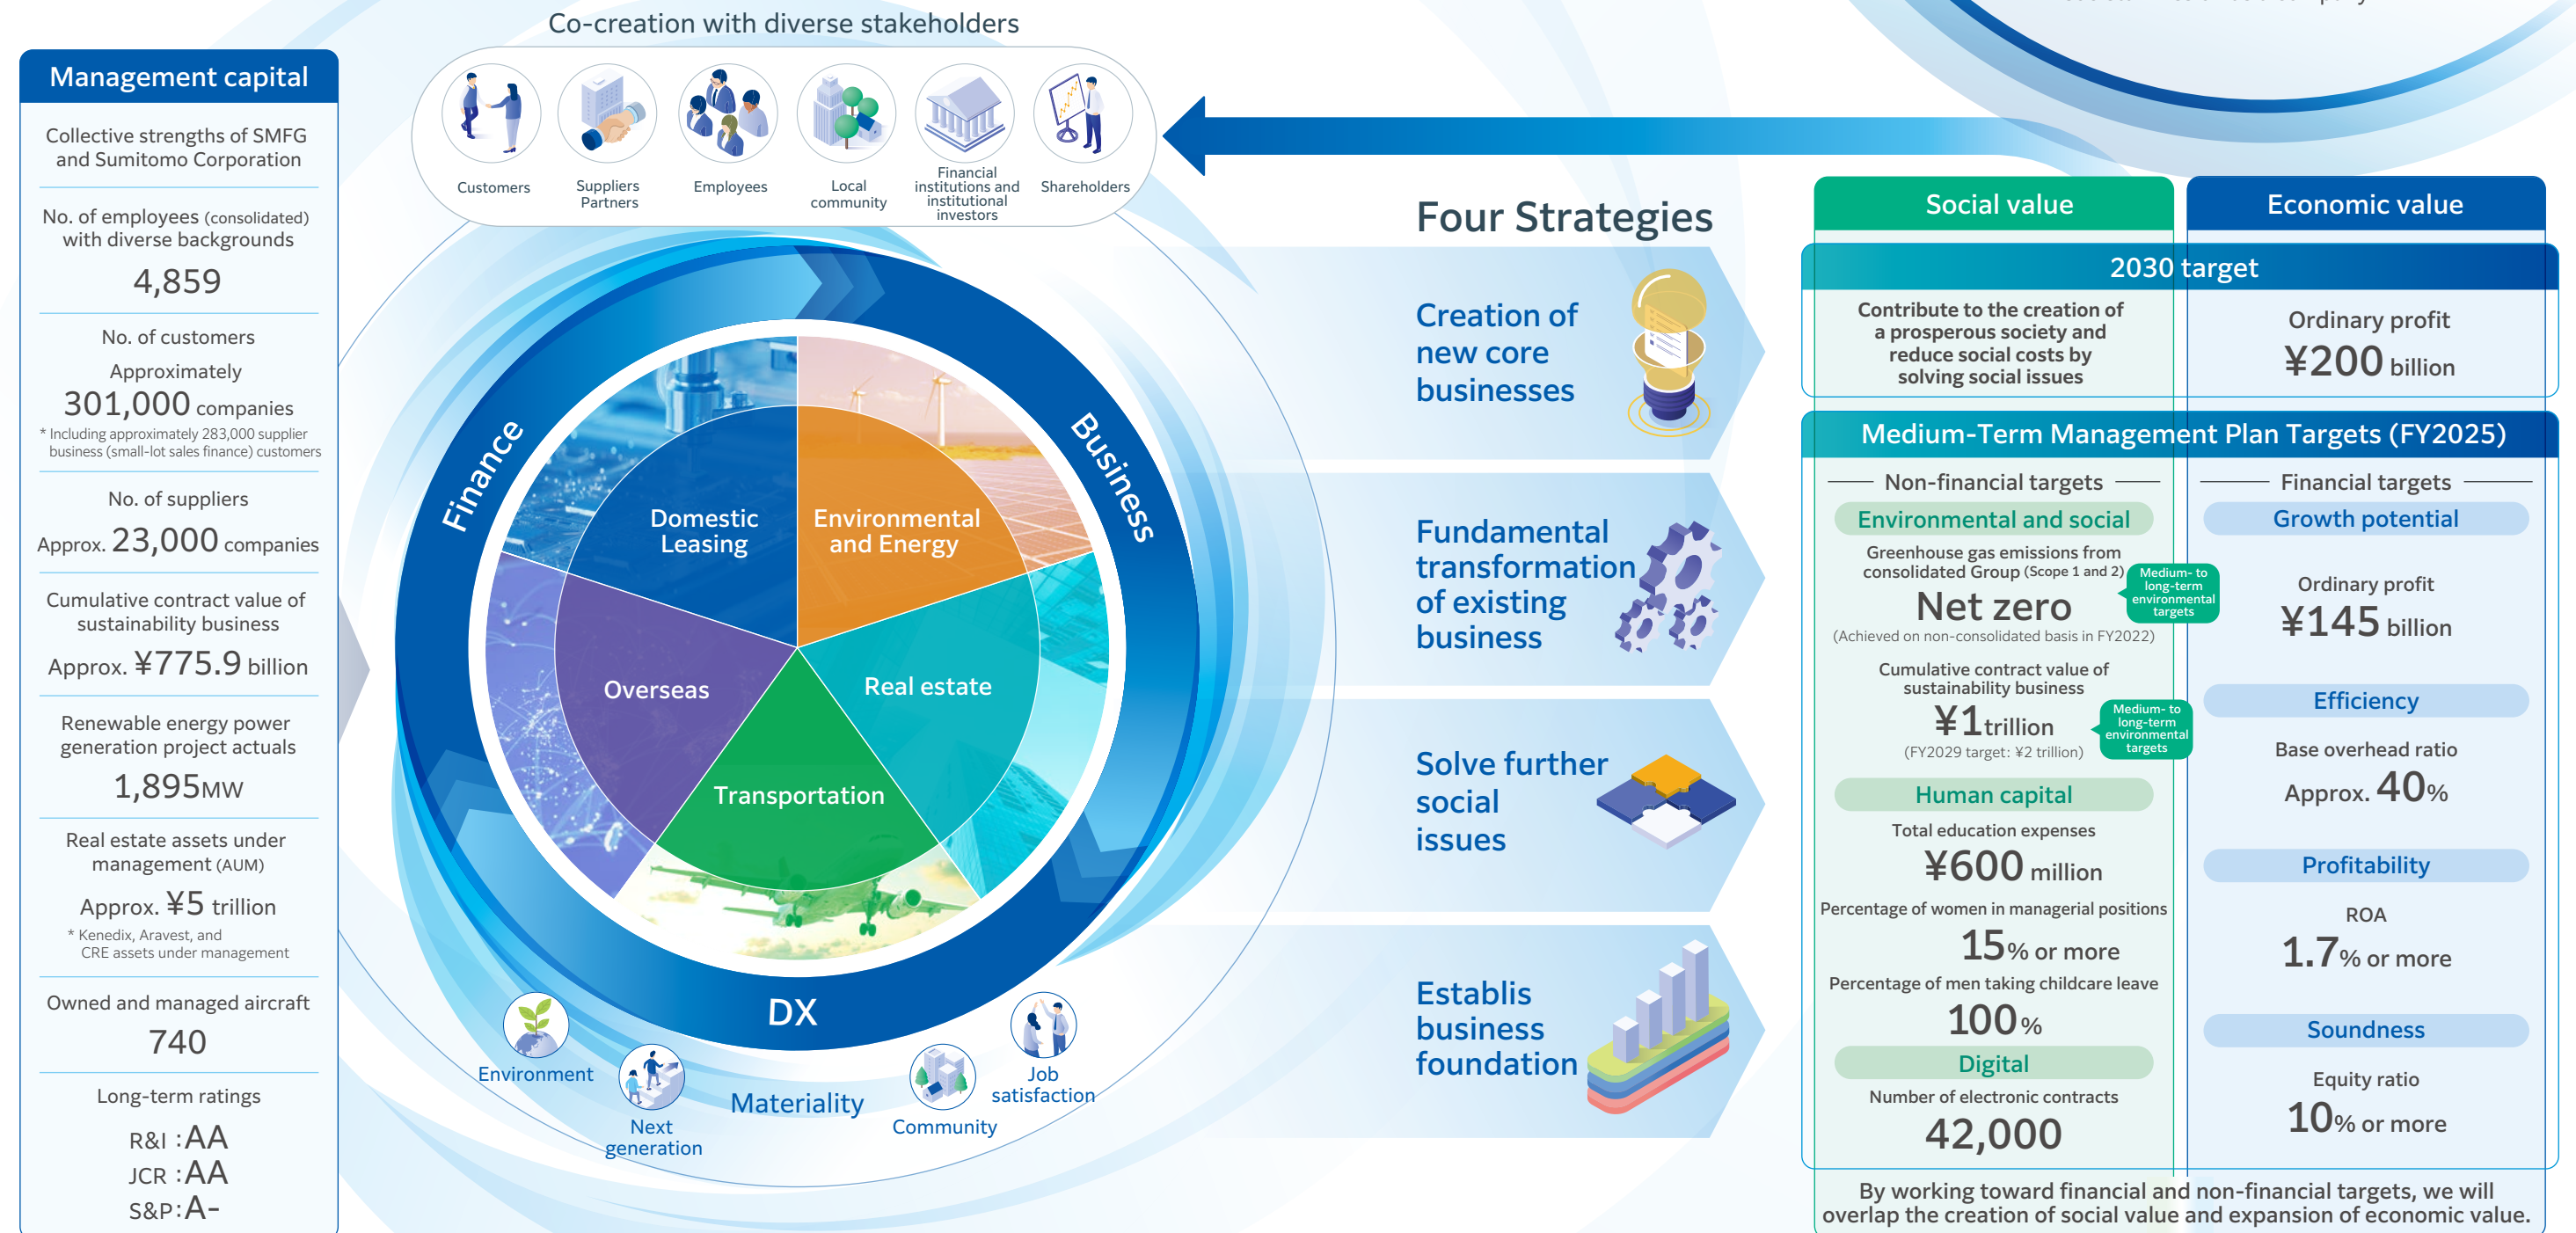 Co-creation with diverse stakeholders
Customers
Suppliers
Partners
Employees
Local
community
Financial
institutions and
institutional
investors
Shareholders
Management capital
Collective strengths of SMFG
and Sumitomo Corporation
No. of employees (consolidated)
with diverse backgrounds
4,859
No. of customers
Approximately
301,000 companies
* Including approximately 283,000 supplier
business (small-lot sales finance) customers
No. of suppliers
Approx. 23,000 companies
Cumulative contract value of
sustainability business
Approx. ¥775.9 billion
Renewable energy power
generation project actuals
1,895MW
Real estate assets under
management (AUM)
Approx. ¥5 trillion
* Kenedix, Aravest, and
CRE assets under management
Owned and managed aircraft
740
Long-term ratings
R&I :AA
JCR :AA
S&P:A-
Finance
Business
DX
Domestic
Leasing
Environmental
and Energy
Overseas
Real estate
Transportation
Environment
Next
generation
Materiality
Community
Job
satisfaction
Four Strategies
Creation of
new core
businesses
Fundamental
transformation
of existing
business
Solve further
social
issues
Establis
business
foundation
Social value
Economic value
2030 target
Contribute to the creation of
a prosperous society and
reduce social costs by
solving social issues
Ordinary profit
¥200 billion
Medium-Term Management Plan Targets (FY2025)
Non-financial targets
Environmental and social
Greenhouse gas emissions from
consolidated Group (Scope 1 and 2)
Net zero
(Achieved on non-consolidated basis in FY2022)
Medium- to
long-term
environmental
targets
Cumulative contract value of
sustainability business
¥1trillion
(FY2029 target: ¥2 trillion)
Medium- to
long-term
environmental
targets
Human capital
Total education expenses
¥600 million
Percentage of women in managerial positions
15% or more
Percentage of men taking childcare leave
100%
Digital
Number of electronic contracts
42,000
Financial targets
Growth potential
Ordinary profit
¥145 billion
Efficiency
Base overhead ratio
Approx. 40%
Profitability
ROA
1.7% or more
Soundness
Equity ratio
10% or more
By working toward financial and non-financial targets, we will
overlap the creation of social value and expansion of economic value.